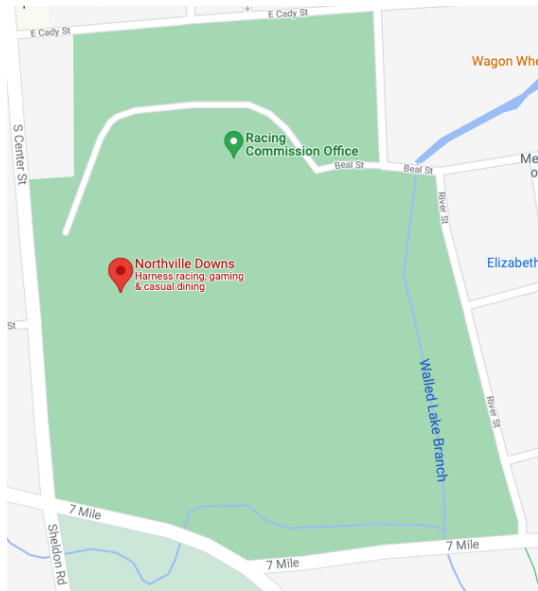 E Cady St
E Cady St
Wagon Whe
S Center St
Racing
Commission Office
Beal St
Beal St
Me
o
River St
Northville Downs
Harness racing, gaming
& casual dining
Elizabeth
St
Walled Lake Branch
River St
7 Mile
Sheldon Rd
7 Mile
7 Mile